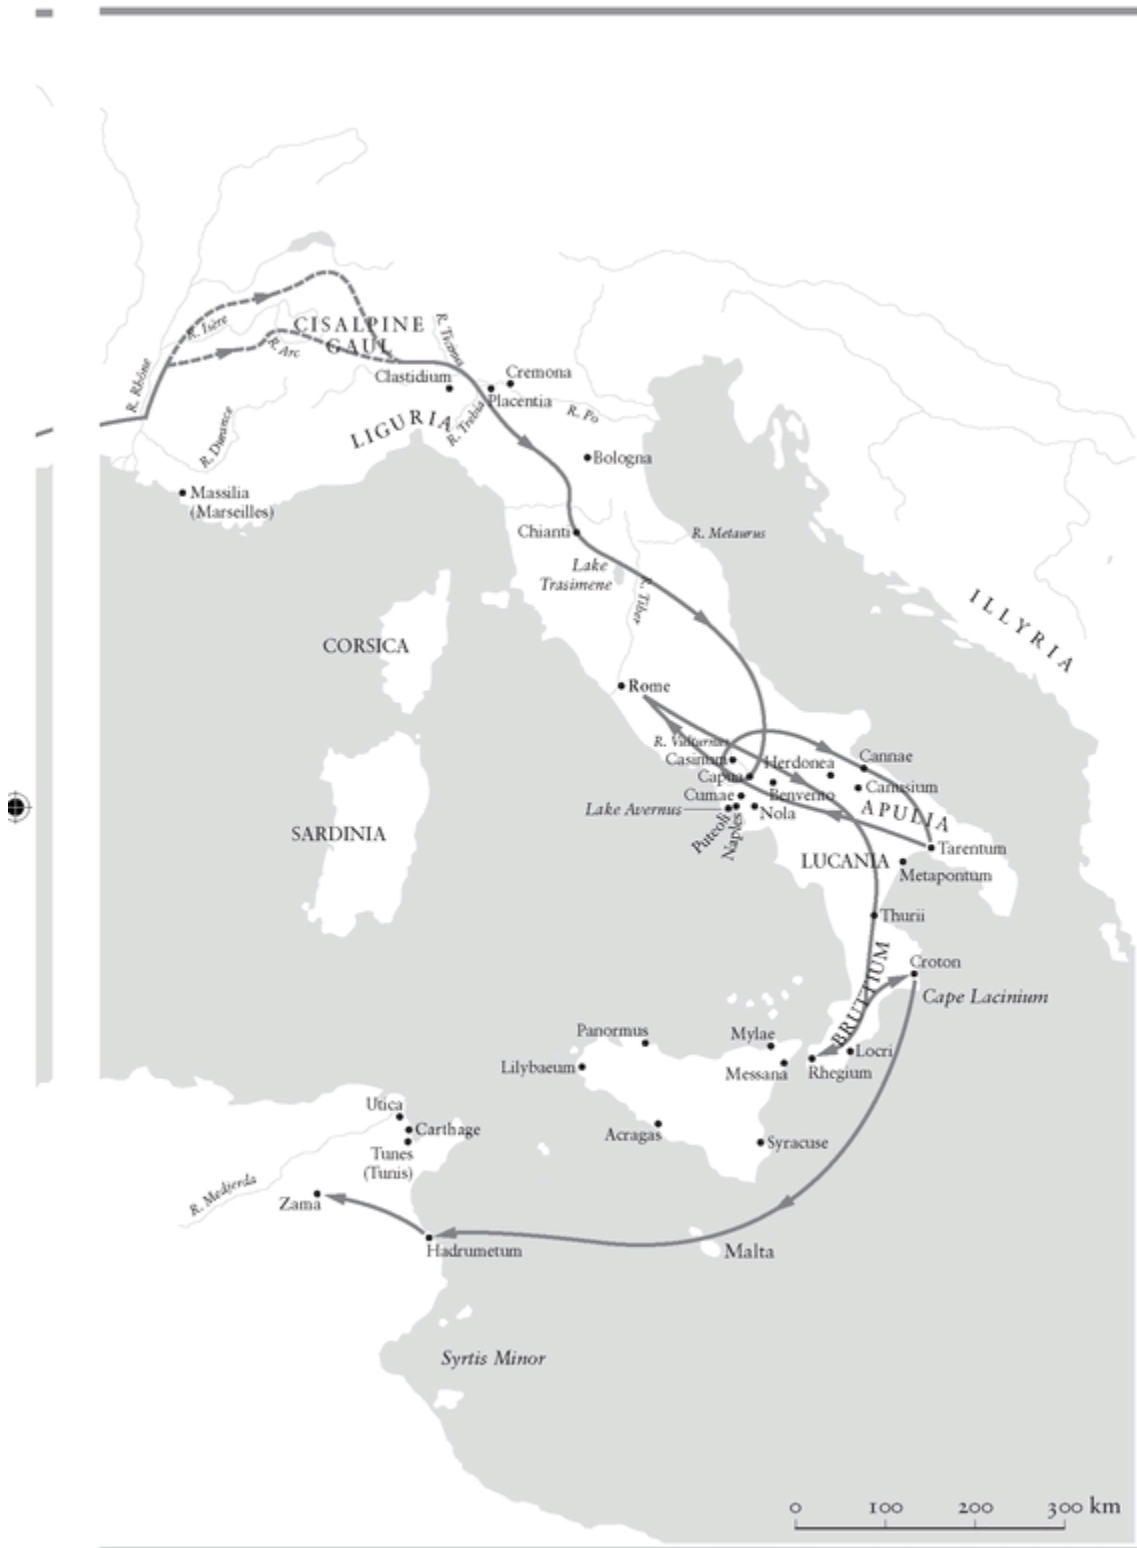 R. Isère
CISALPINE
GAUL
R. Arc
R. Ticinus
R. Rhône
Clastidium
Cremona
Placentia
R. Trebia
R. Po
LIGURIA
R. Durance
Bologna
Massilia
(Marseilles)
Chianti
R. Metaurus
Lake
Trasimene
R. Tiber
ILLYRIA
CORSICA
Rome
R. Vulturnus
Casinum
Capua
Herdonea
Cannae
Canusium
Benverno
Cumae
Lake Avernus
Puteoli
Naples
Nola
APULIA
SARDINIA
LUCANIA
Tarentum
Metapontum
Thurii
BRUTTIUM
Croton
Cape Lacinium
Panormus
Mylae
Lilybaeum
Messana
Rhegium
Locri
Utica
Carthage
Tunes
(Tunis)
Acragas
Syracuse
R. Medjerda
Zama
Hadrumetum
Malta
Syrtis Minor
0 100 200 300 km